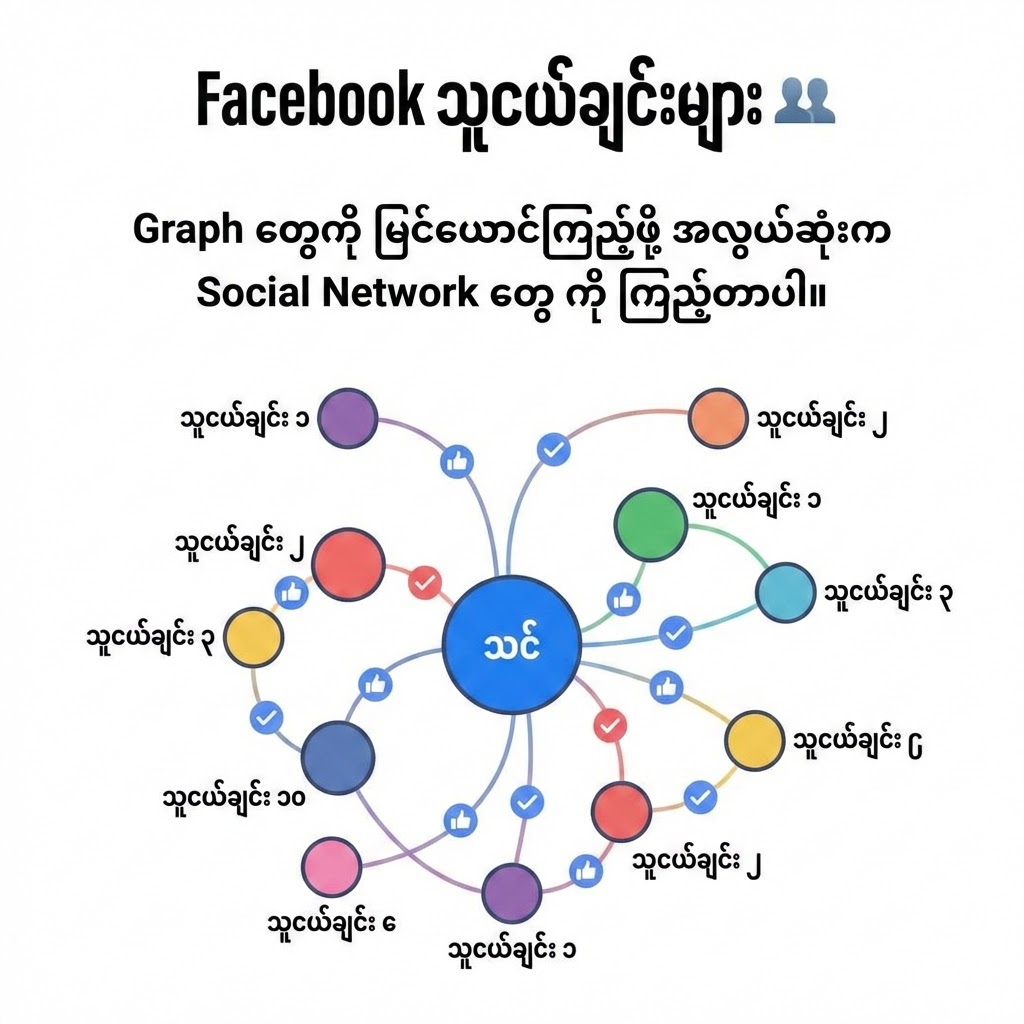 Facebook သူငယ်ချင်းများ
Graph တွေကို မြင်ယောင်ကြည့်ဖို့ အလွယ်ဆုံးက
Social Network တွေ ကို ကြည့်တာပါ။
သူငယ်ချင်း ၁
သူငယ်ချင်း ၂
သူငယ်ချင်း ၁
သူငယ်ချင်း ၂
သူငယ်ချင်း ၃
သူငယ်ချင်း ၃
သင်
သူငယ်ချင်း ၉
သူငယ်ချင်း ၁၀
သူငယ်ချင်း ၂
သူငယ်ချင်း ၆
သူငယ်ချင်း ၁